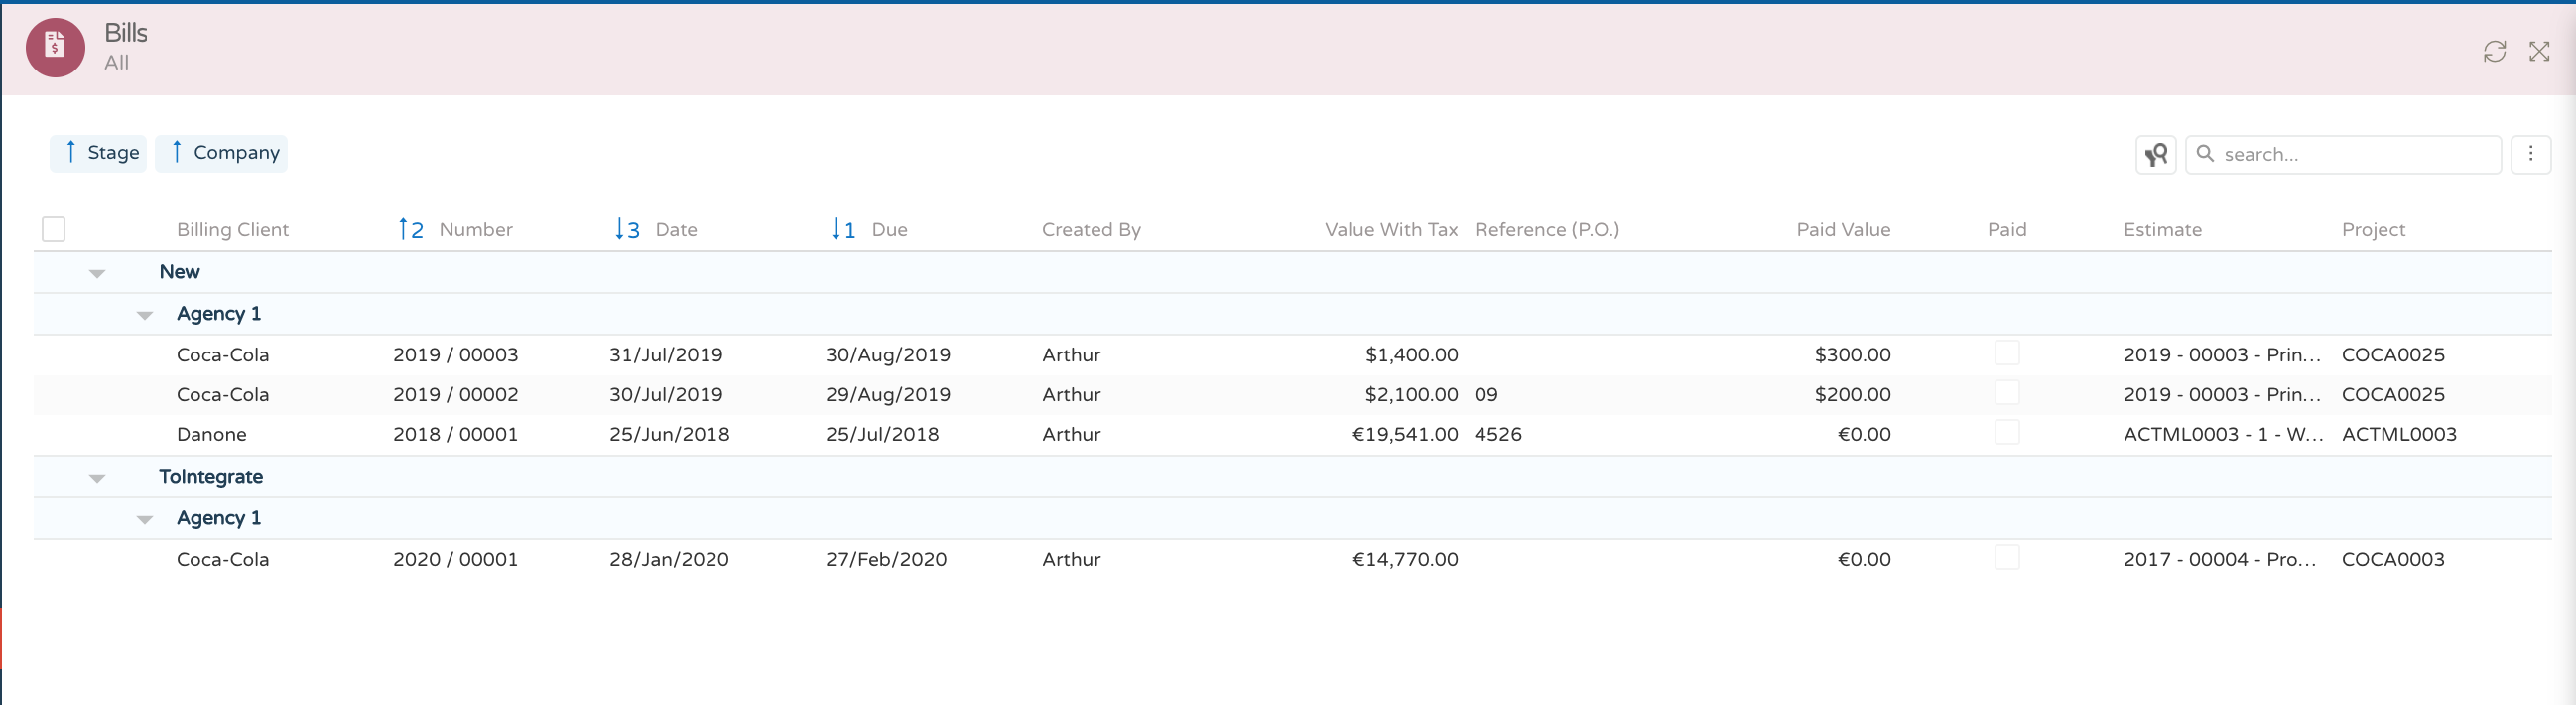 Bills
All
Stage Company search...
Billing Client 2 Number 3 Date 1 Due Created By Value With Tax Reference (P.O.) Paid Value Paid Estimate Project
New
Agency 1
Coca-Cola 2019 / 00003 31/Jul/2019 30/Aug/2019 Arthur $1,400.00 $300.00 2019 - 00003 - Prin... COCA0025
Coca-Cola 2019 / 00002 30/Jul/2019 29/Aug/2019 Arthur $2,100.00 09 $200.00 2019 - 00003 - Prin... COCA0025
Danone 2018 / 00001 25/Jun/2018 25/Jul/2018 Arthur €19,541.00 4526 €0.00 ACTML0003 - 1 - W... ACTML0003
ToIntegrate
Agency 1
Coca-Cola 2020 / 00001 28/Jan/2020 27/Feb/2020 Arthur €14,770.00 €0.00 2017 - 00004 - Pro... COCA0003